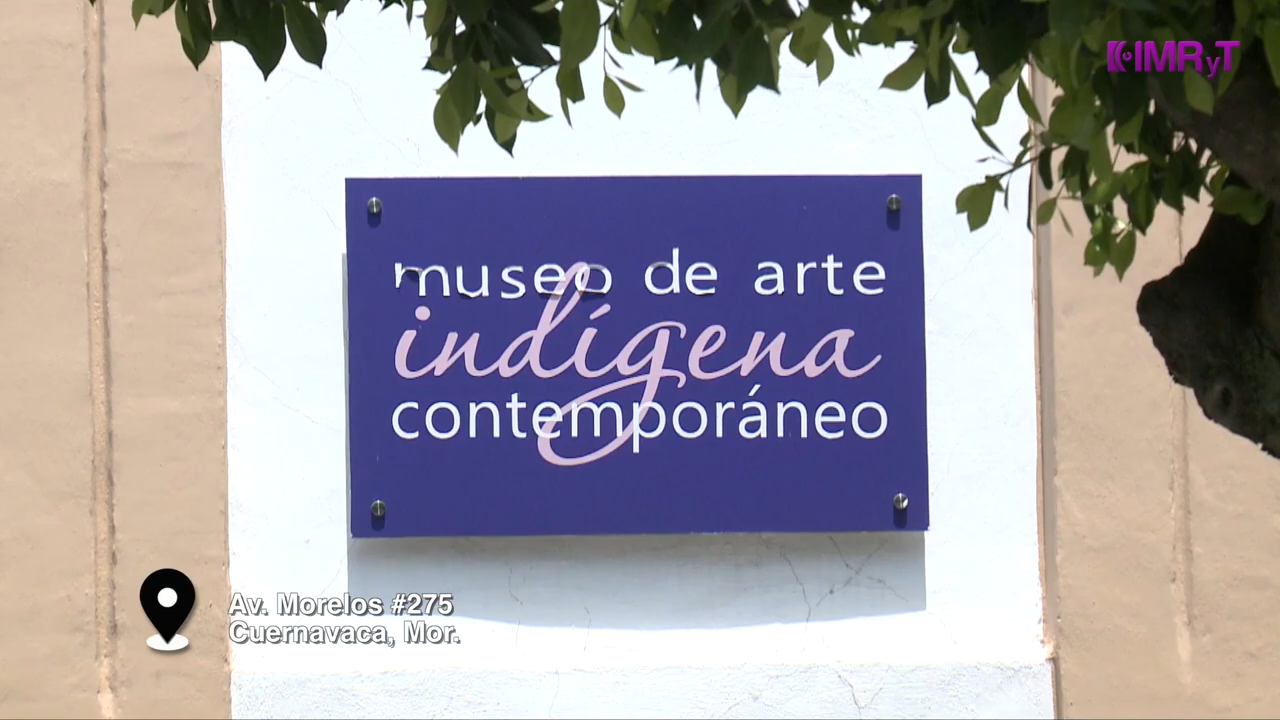 IMRyT
museo de arte
indígena
contemporáneo
Av. Morelos #275
Cuernavaca, Mor.